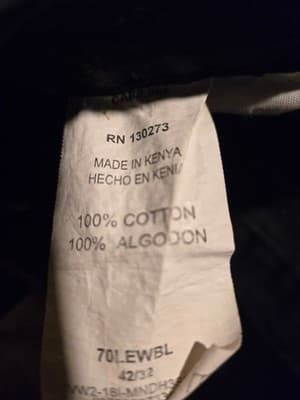 RN 130273
MADE IN KENYA
HECHO EN KENIA
100% COTTON
100% ALGODON
70LEWBL
42/32